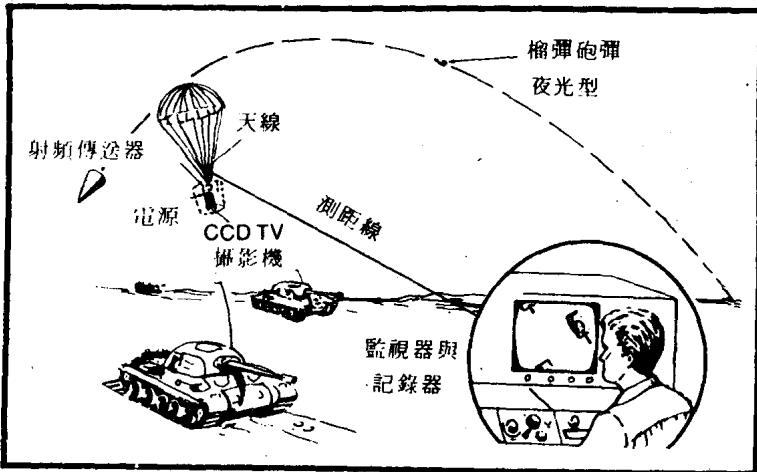 榴彈砲彈
夜光型
天線
射頻傳送器
電源
CCD TV
攝影機
測距線
監視器與
記錄器